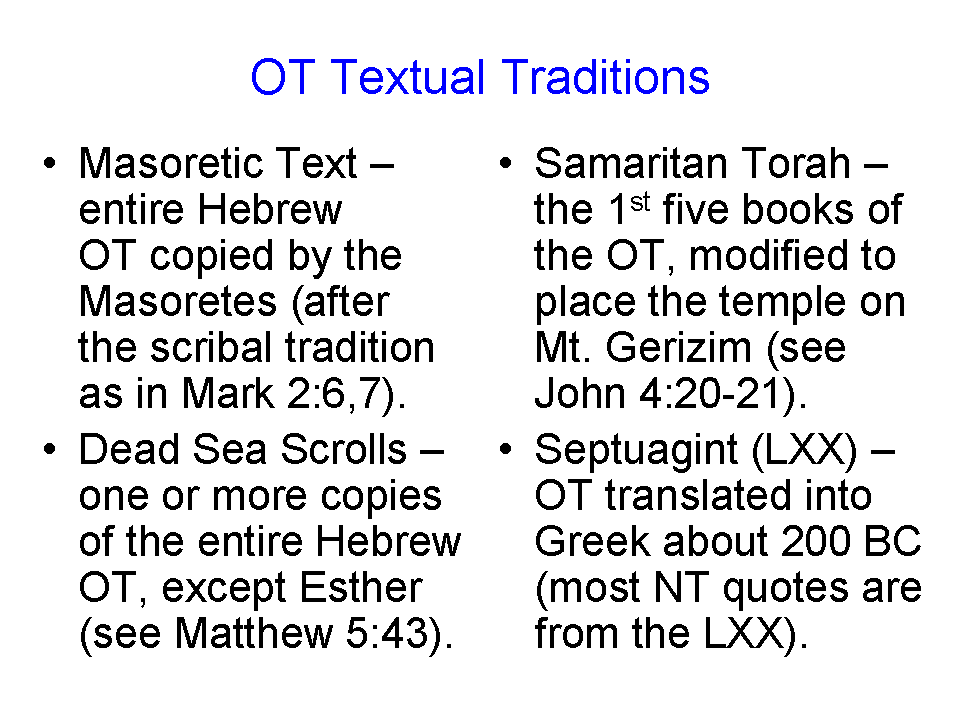 OT Textual Traditions
• Masoretic Text –
entire Hebrew
OT copied by the
Masoretes (after
the scribal tradition
as in Mark 2:6,7).
• Dead Sea Scrolls –
one or more copies
of the entire Hebrew
OT, except Esther
(see Matthew 5:43).
• Samaritan Torah –
the 1st five books of
the OT, modified to
place the temple on
Mt. Gerizim (see
John 4:20-21).
• Septuagint (LXX) –
OT translated into
Greek about 200 BC
(most NT quotes are
from the LXX).